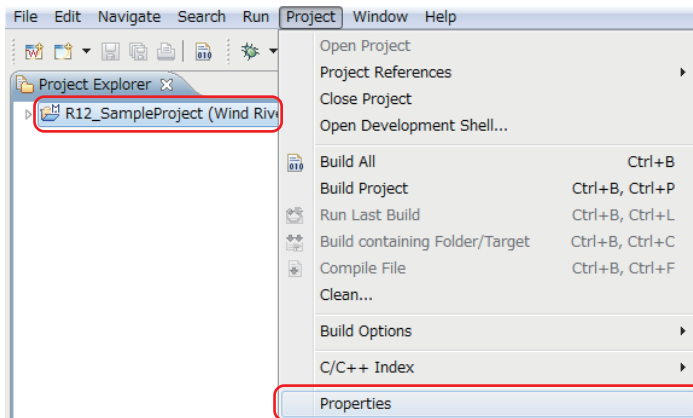 File Edit Navigate Search Run Project Window Help
Open Project
Project Explorer
Project References
R12_SampleProject (Wind Rive
Close Project
Open Development Shell...
Build All Ctrl+B
Build Project Ctrl+B, Ctrl+P
Run Last Build Ctrl+B, Ctrl+L
Build containing Folder/Target Ctrl+B, Ctrl+C
Compile File Ctrl+B, Ctrl+F
Clean...
Build Options
C/C++ Index
Properties